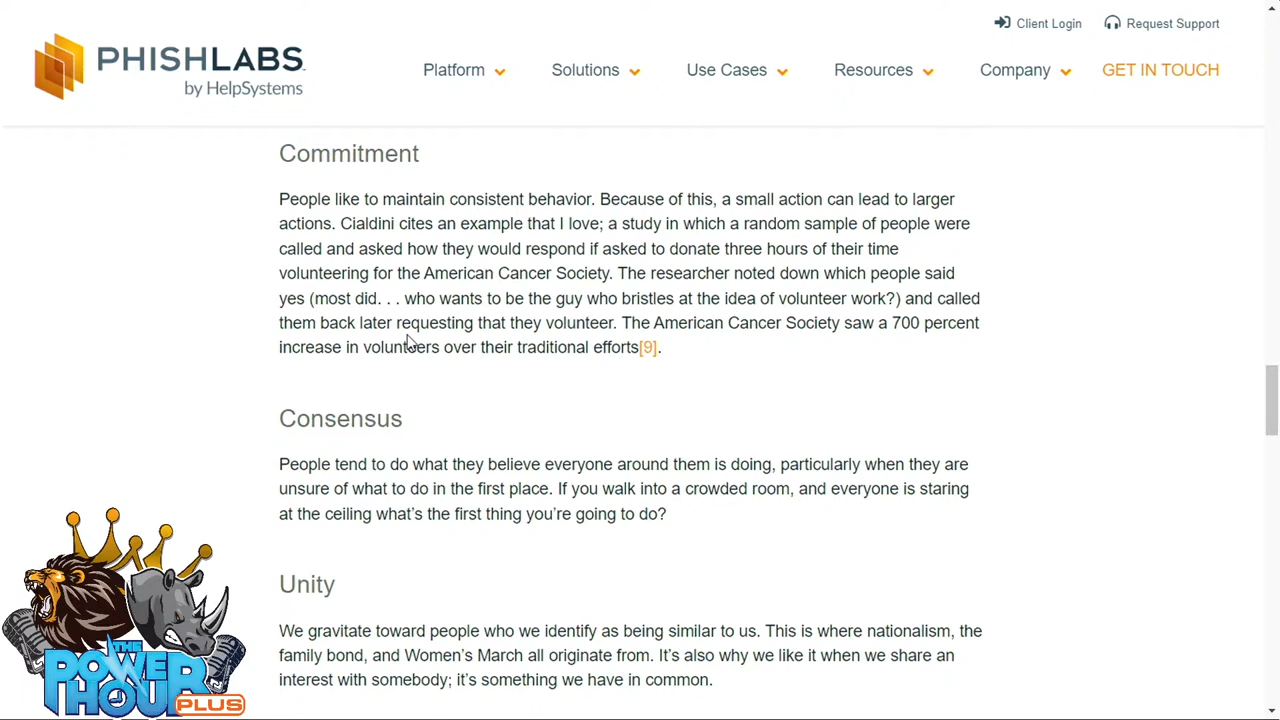 Client Login Request Support
PHISHLABS
by HelpSystems
Platform Solutions Use Cases Resources Company GET IN TOUCH
Commitment
People like to maintain consistent behavior. Because of this, a small action can lead to larger
actions. Cialdini cites an example that I love; a study in which a random sample of people were
called and asked how they would respond if asked to donate three hours of their time
volunteering for the American Cancer Society. The researcher noted down which people said
yes (most did. . . who wants to be the guy who bristles at the idea of volunteer work?) and called
them back later requesting that they volunteer. The American Cancer Society saw a 700 percent
increase in volunteers over their traditional efforts[9].
Consensus
People tend to do what they believe everyone around them is doing, particularly when they are
unsure of what to do in the first place. If you walk into a crowded room, and everyone is staring
at the ceiling what’s the first thing you’re going to do?
Unity
We gravitate toward people who we identify as being similar to us. This is where nationalism, the
family bond, and Women’s March all originate from. It’s also why we like it when we share an
interest with somebody; it’s something we have in common.
THE
POWER
HOUR
PLUS